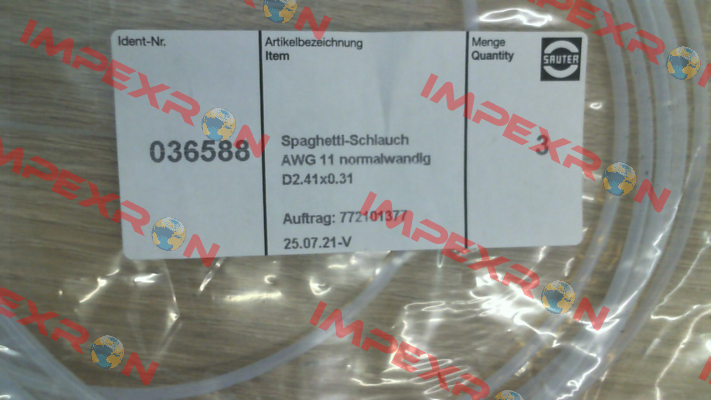 Ident-Nr.
Artikelbezeichnung
Item
Menge
Quantity
SAUTER
036588
Spaghetti-Schlauch
AWG 11 normalwandig
D2.41x0.31
3
Auftrag: 772101377
25.07.21-V
IMPEXRON
IMPEXRON
IMPEXRON
IMPEXRON
IMPEXRON
IMPEXRON